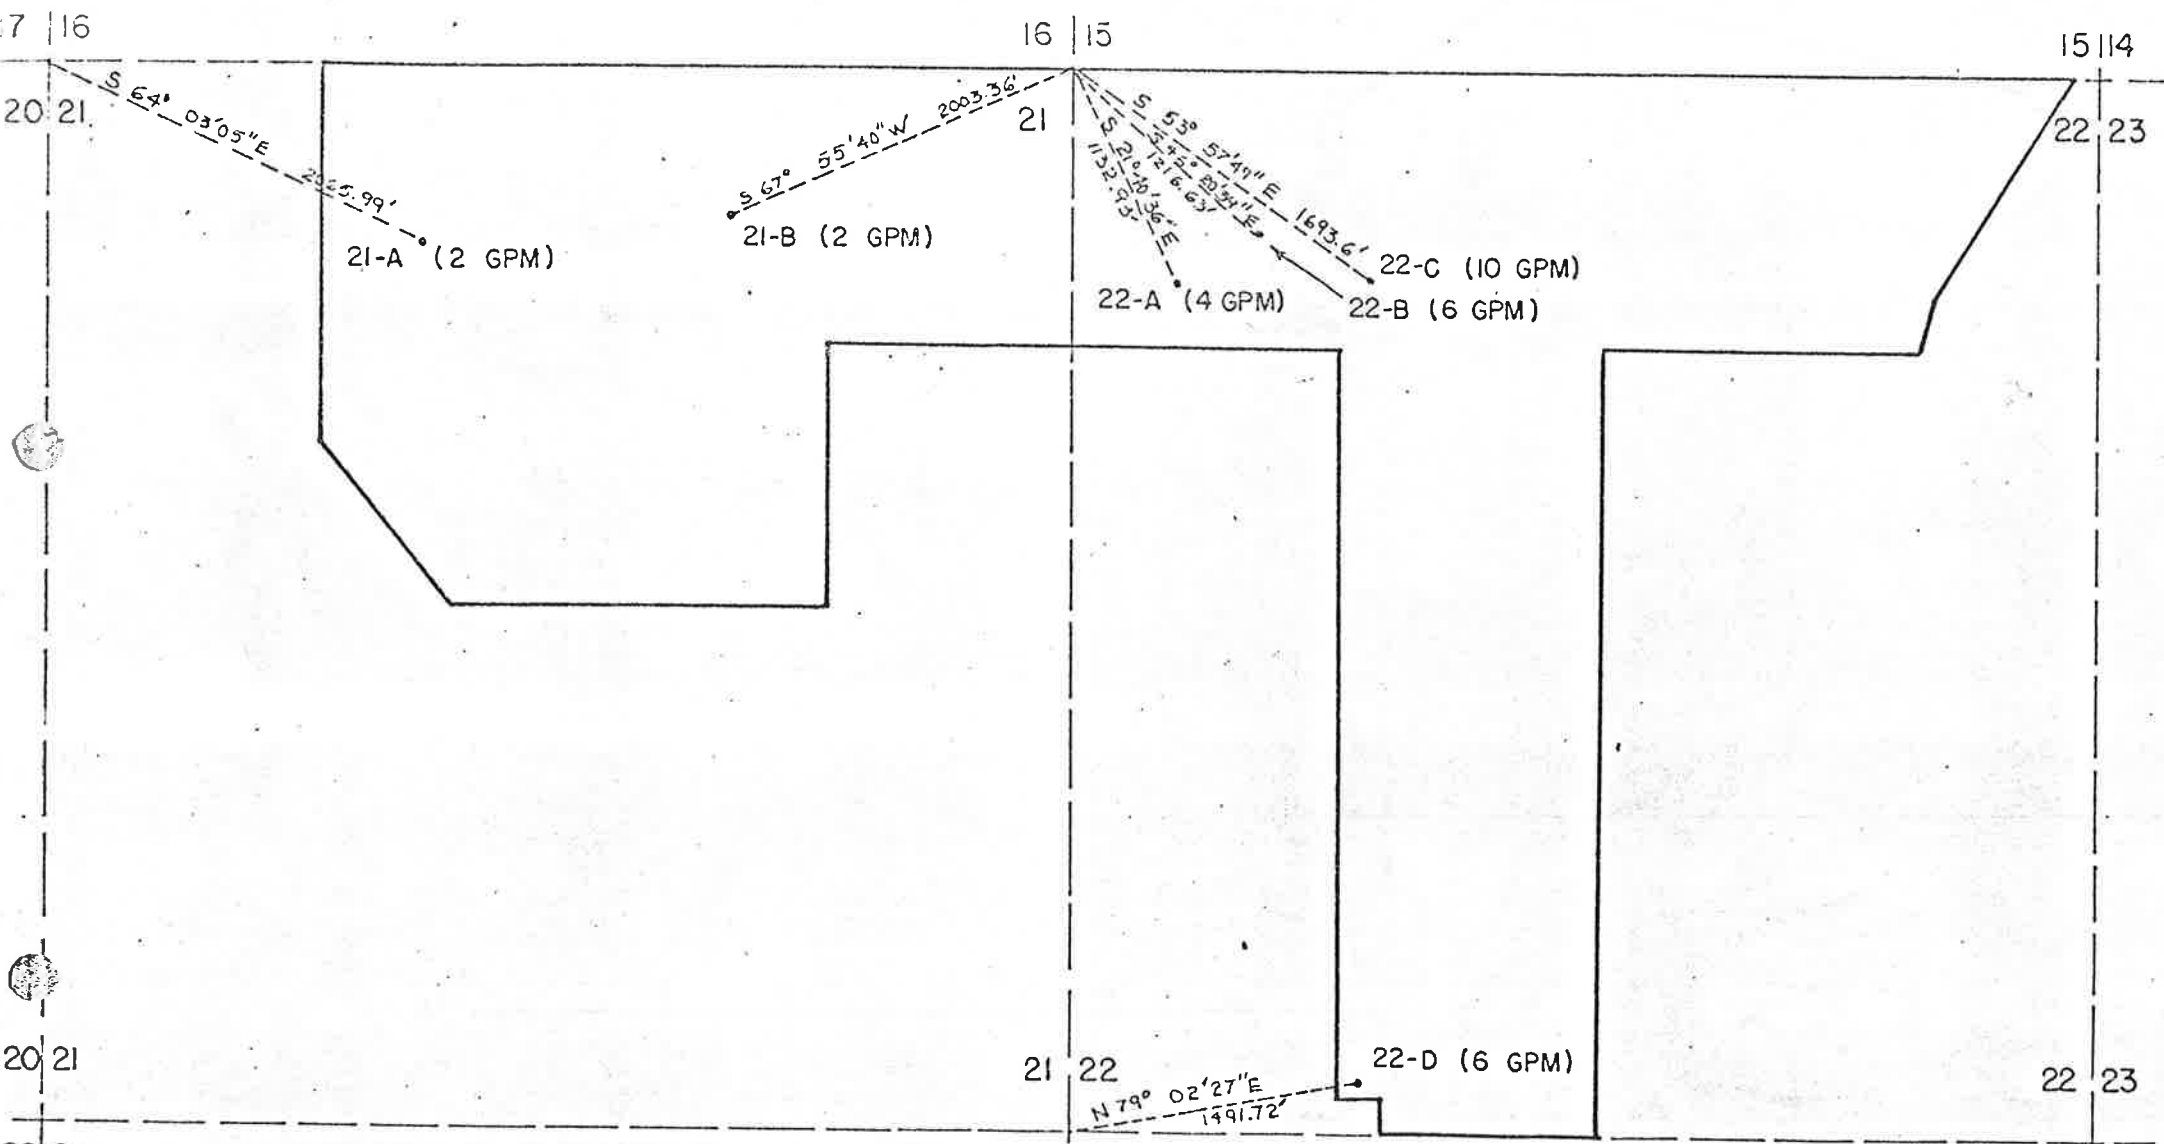 7 | 16
16 | 15
15 | 14
20 21
21
22 23
S 64° 03'05" E
S 67° 55'40" W 2003.36'
S 53° 57'47" E 1693.6'
S 45° E
1216.63'
S 21° 10'36" E
1132.93'
21-A (2 GPM)
21-B (2 GPM)
22-C (10 GPM)
22-A (4 GPM)
22-B (6 GPM)
20 21
21 22
22-D (6 GPM)
22 23
N 79° 02'27" E
1491.72'